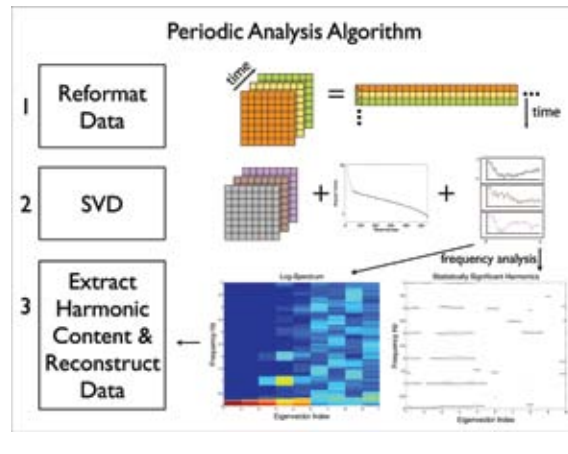 Periodic Analysis Algorithm
1
Reformat
Data
time
=
...
time
2
SVD
+
+
frequency analysis
3
Extract
Harmonic
Content &
Reconstruct
Data
Log-Spectrum
Frequency Hz
Eigenvector Index
Statistically Significant Harmonics
Frequency Hz
Eigenvector Index